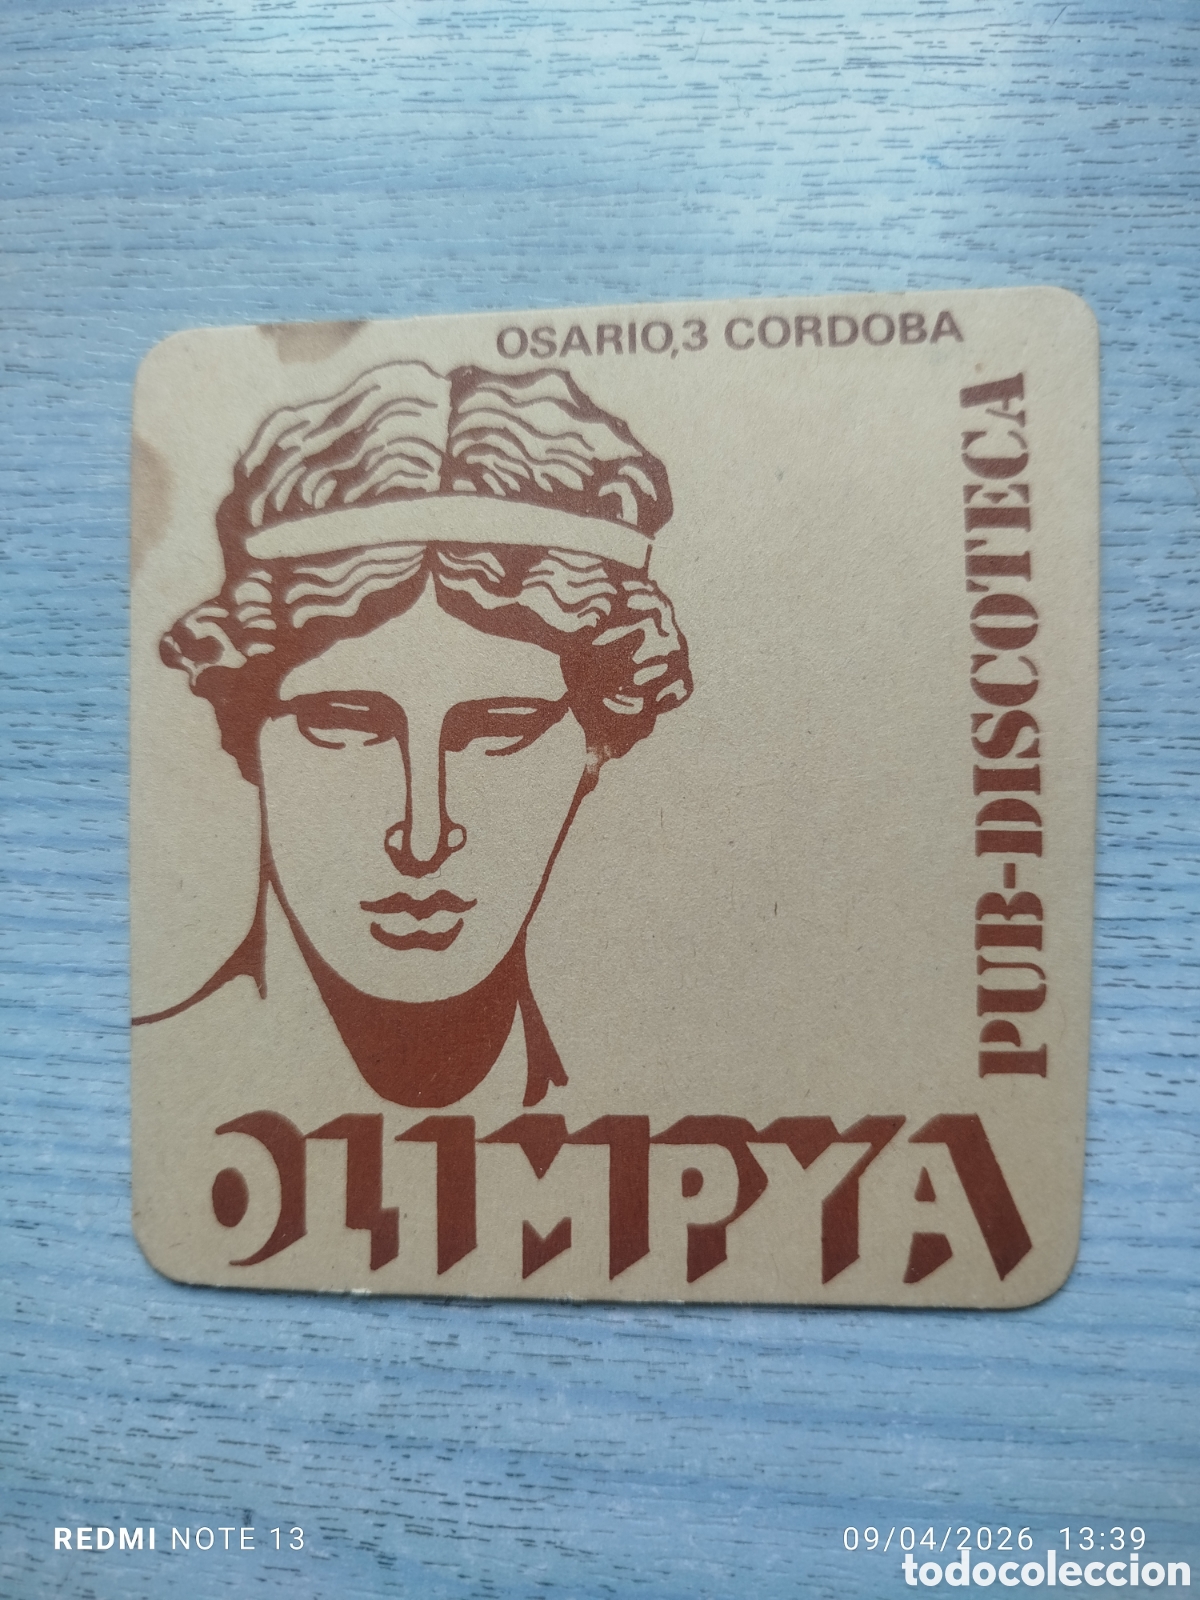 OSARIO,3 CORDOBA
PUB-DISCOTECA
OLIMPYA
REDMI NOTE 13
09/04/2026 13:39
todocoleccion